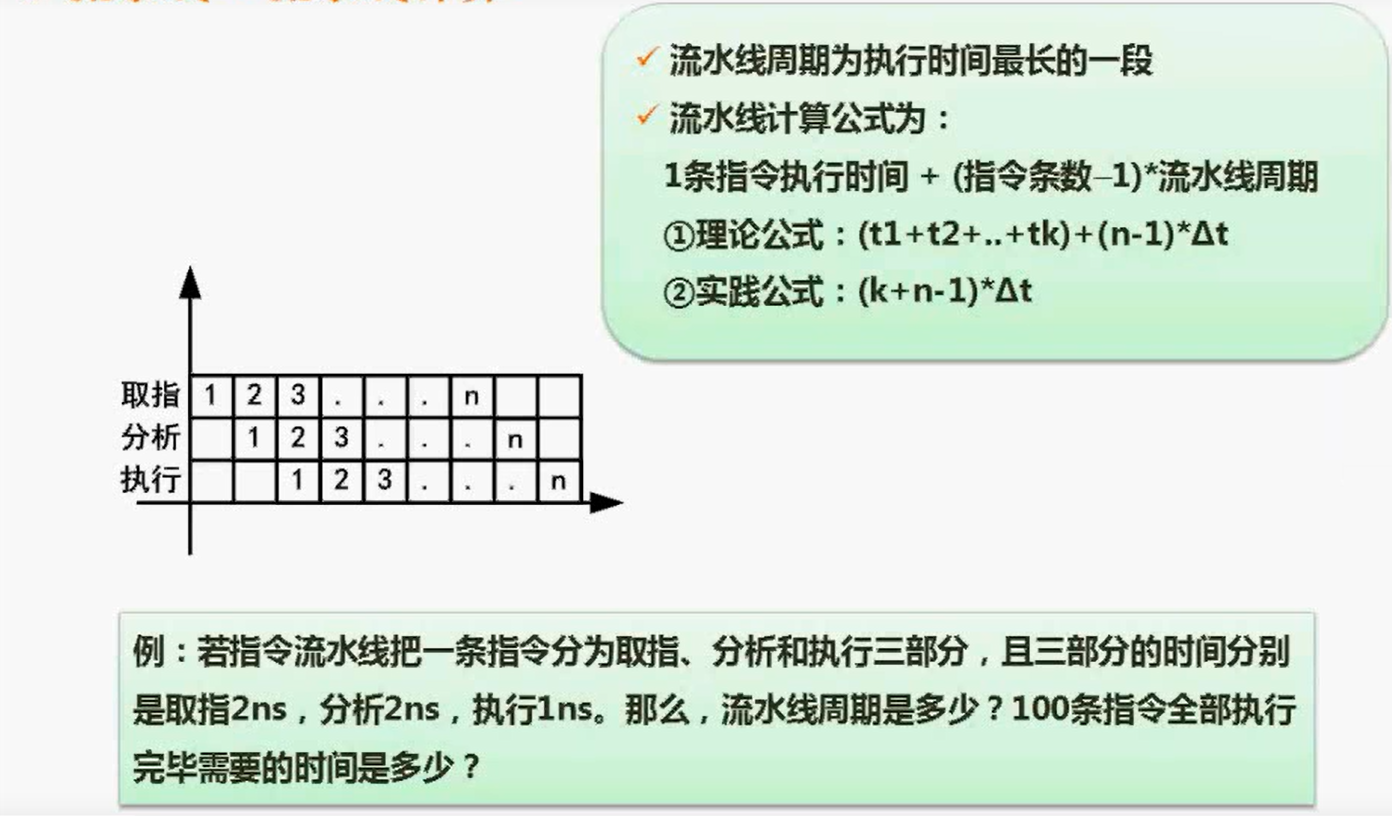 流水线周期为执行时间最长的一段
流水线计算公式为：
1条指令执行时间 + (指令条数–1)*流水线周期
①理论公式：(t1+t2+..+tk)+(n-1)*Δt
②实践公式：(k+n-1)*Δt
取指 1 2 3 . . . n
分析 1 2 3 . . . n
执行 1 2 3 . . . n
例：若指令流水线把一条指令分为取指、分析和执行三部分，且三部分的时间分别
是取指2ns，分析2ns，执行1ns。那么，流水线周期是多少？100条指令全部执行
完毕需要的时间是多少？